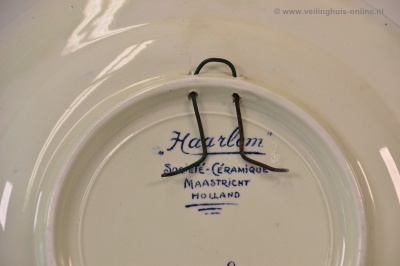 © www.veilinghuis-online.nl
"Haarlem"
SOCIÉTÉ-CÉRAMIQUE
MAASTRICHT
HOLLAND